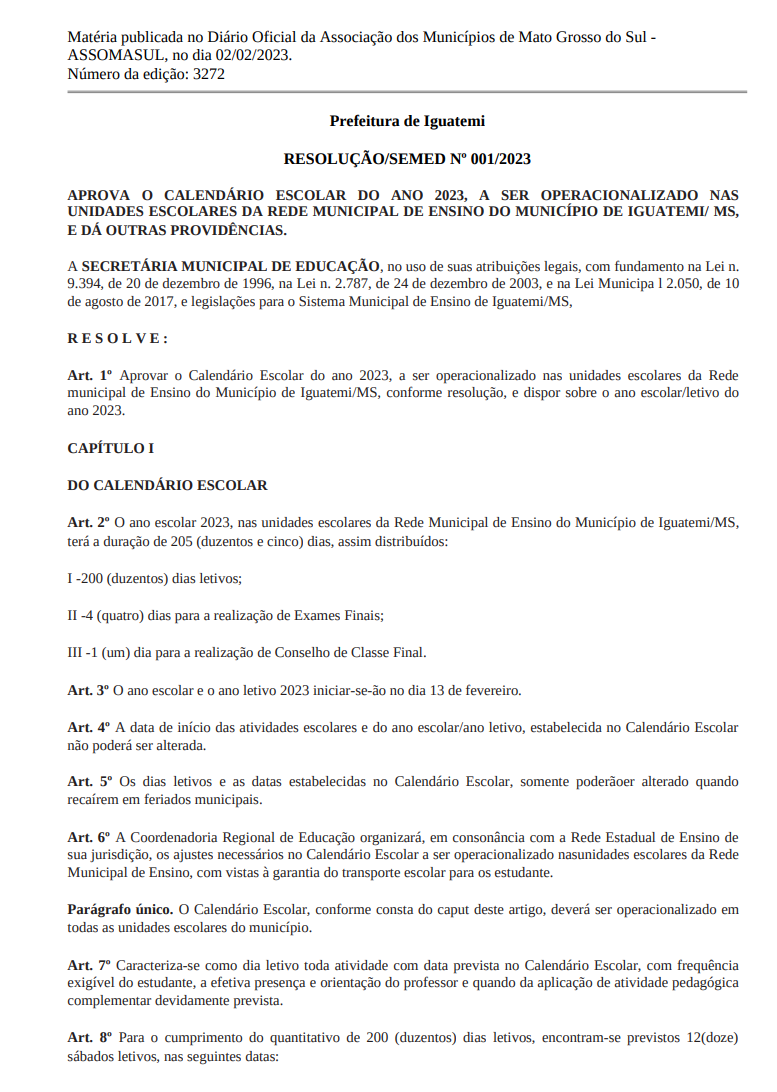 Matéria publicada no Diário Oficial da Associação dos Municípios de Mato Grosso do Sul -
ASSOMASUL, no dia 02/02/2023.
Número da edição: 3272
Prefeitura de Iguatemi
RESOLUÇÃO/SEMED Nº 001/2023
APROVA O CALENDÁRIO ESCOLAR DO ANO 2023, A SER OPERACIONALIZADO NAS
UNIDADES ESCOLARES DA REDE MUNICIPAL DE ENSINO DO MUNICÍPIO DE IGUATEMI/ MS,
E DÁ OUTRAS PROVIDÊNCIAS.
A SECRETÁRIA MUNICIPAL DE EDUCAÇÃO, no uso de suas atribuições legais, com fundamento na Lei n.
9.394, de 20 de dezembro de 1996, na Lei n. 2.787, de 24 de dezembro de 2003, e na Lei Municipa l 2.050, de 10
de agosto de 2017, e legislações para o Sistema Municipal de Ensino de Iguatemi/MS,
R E S O L V E :
Art. 1º Aprovar o Calendário Escolar do ano 2023, a ser operacionalizado nas unidades escolares da Rede
municipal de Ensino do Município de Iguatemi/MS, conforme resolução, e dispor sobre o ano escolar/letivo do
ano 2023.
CAPÍTULO I
DO CALENDÁRIO ESCOLAR
Art. 2º O ano escolar 2023, nas unidades escolares da Rede Municipal de Ensino do Município de Iguatemi/MS,
terá a duração de 205 (duzentos e cinco) dias, assim distribuídos:
I -200 (duzentos) dias letivos;
II -4 (quatro) dias para a realização de Exames Finais;
III -1 (um) dia para a realização de Conselho de Classe Final.
Art. 3º O ano escolar e o ano letivo 2023 iniciar-se-ão no dia 13 de fevereiro.
Art. 4º A data de início das atividades escolares e do ano escolar/ano letivo, estabelecida no Calendário Escolar
não poderá ser alterada.
Art. 5º Os dias letivos e as datas estabelecidas no Calendário Escolar, somente poderãoer alterado quando
recaírem em feriados municipais.
Art. 6º A Coordenadoria Regional de Educação organizará, em consonância com a Rede Estadual de Ensino de
sua jurisdição, os ajustes necessários no Calendário Escolar a ser operacionalizado nasunidades escolares da Rede
Municipal de Ensino, com vistas à garantia do transporte escolar para os estudante.
Parágrafo único. O Calendário Escolar, conforme consta do caput deste artigo, deverá ser operacionalizado em
todas as unidades escolares do município.
Art. 7º Caracteriza-se como dia letivo toda atividade com data prevista no Calendário Escolar, com frequência
exigível do estudante, a efetiva presença e orientação do professor e quando da aplicação de atividade pedagógica
complementar devidamente prevista.
Art. 8º Para o cumprimento do quantitativo de 200 (duzentos) dias letivos, encontram-se previstos 12(doze)
sábados letivos, nas seguintes datas: